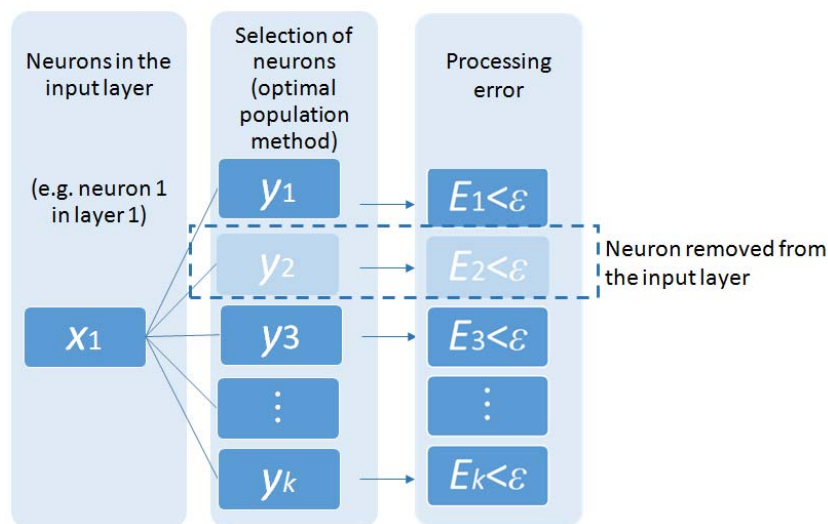 Neurons in the
input layer
(e.g. neuron 1
in layer 1)
x1
Selection of
neurons
(optimal
population
method)
y1
y2
y3
⋮
yk
Processing
error
E1<ε
E2<ε
E3<ε
⋮
Ek<ε
Neuron removed from
the input layer